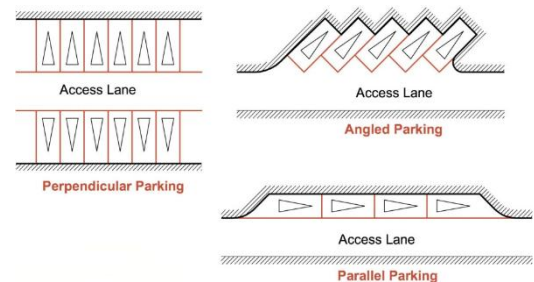 Access Lane
Perpendicular Parking
Access Lane
Angled Parking
Access Lane
Parallel Parking